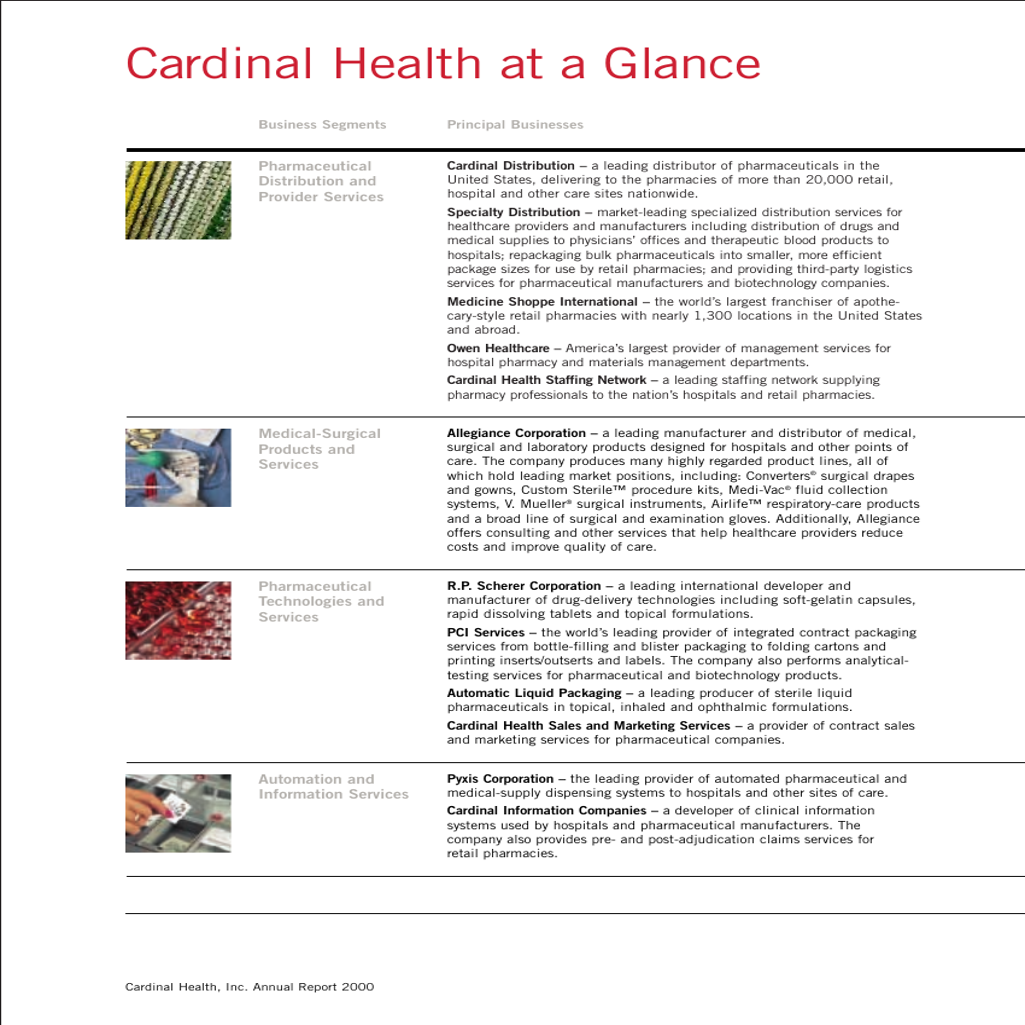 Cardinal Health at a Glance
Business Segments
Principal Businesses
Pharmaceutical
Distribution and
Provider Services
Cardinal Distribution – a leading distributor of pharmaceuticals in the
United States, delivering to the pharmacies of more than 20,000 retail,
hospital and other care sites nationwide.
Specialty Distribution – market-leading specialized distribution services for
healthcare providers and manufacturers including distribution of drugs and
medical supplies to physicians' offices and therapeutic blood products to
hospitals; repackaging bulk pharmaceuticals into smaller, more efficient
package sizes for use by retail pharmacies; and providing third-party logistics
services for pharmaceutical manufacturers and biotechnology companies.
Medicine Shoppe International – the world's largest franchiser of apothe-
cary-style retail pharmacies with nearly 1,300 locations in the United States
and abroad.
Owen Healthcare – America's largest provider of management services for
hospital pharmacy and materials management departments.
Cardinal Health Staffing Network – a leading staffing network supplying
pharmacy professionals to the nation's hospitals and retail pharmacies.
Medical-Surgical
Products and
Services
Allegiance Corporation – a leading manufacturer and distributor of medical,
surgical and laboratory products designed for hospitals and other points of
care. The company produces many highly regarded product lines, all of
which hold leading market positions, including: Converters® surgical drapes
and gowns, Custom Sterile™ procedure kits, Medi-Vac® fluid collection
systems, V. Mueller® surgical instruments, Airlife™ respiratory-care products
and a broad line of surgical and examination gloves. Additionally, Allegiance
offers consulting and other services that help healthcare providers reduce
costs and improve quality of care.
Pharmaceutical
Technologies and
Services
R.P. Scherer Corporation – a leading international developer and
manufacturer of drug-delivery technologies including soft-gelatin capsules,
rapid dissolving tablets and topical formulations.
PCI Services – the world's leading provider of integrated contract packaging
services from bottle-filling and blister packaging to folding cartons and
printing inserts/outserts and labels. The company also performs analytical-
testing services for pharmaceutical and biotechnology products.
Automatic Liquid Packaging – a leading producer of sterile liquid
pharmaceuticals in topical, inhaled and ophthalmic formulations.
Cardinal Health Sales and Marketing Services – a provider of contract sales
and marketing services for pharmaceutical companies.
Automation and
Information Services
Pyxis Corporation – the leading provider of automated pharmaceutical and
medical-supply dispensing systems to hospitals and other sites of care.
Cardinal Information Companies – a developer of clinical information
systems used by hospitals and pharmaceutical manufacturers. The
company also provides pre- and post-adjudication claims services for
retail pharmacies.
Cardinal Health, Inc. Annual Report 2000